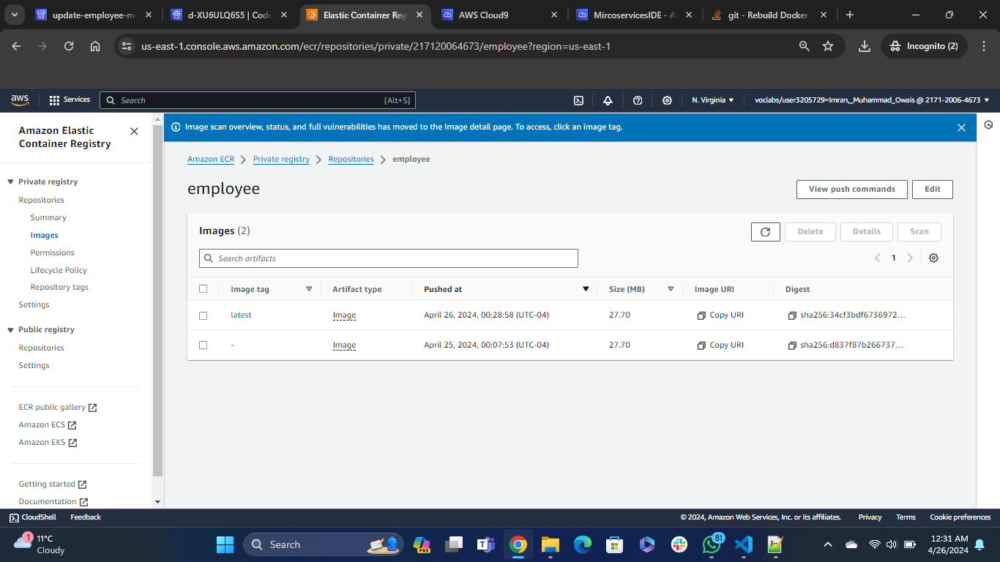 update-employee-mi
d-XU6ULQ6S5 | Code
Elastic Container Reg
AWS Cloud9
MircoservicesIDE - A
git - Rebuild Docker
us-east-1.console.aws.amazon.com/ecr/repositories/private/217120064673/employee?region=us-east-1
Incognito (2)
aws
Services
Search
[Alt+S]
N. Virginia
voclabs/user3205729=Imran,_Muhammad_Owais @ 2171-2006-4673
Amazon Elastic
Container Registry
Private registry
Repositories
Summary
Images
Permissions
Lifecycle Policy
Repository tags
Settings
Public registry
Repositories
Settings
ECR public gallery
Amazon ECS
Amazon EKS
Getting started
Documentation
Image scan overview, status, and full vulnerabilities has moved to the Image detail page. To access, click an image tag.
Amazon ECR > Private registry > Repositories > employee
employee
View push commands
Edit
Images (2)
Delete
Details
Scan
Search artifacts
1
Image tag Artifact type Pushed at Size (MB) Image URI Digest
latest Image April 26, 2024, 00:28:58 (UTC-04) 27.70 Copy URI sha256:34cf3bdf6736972...
- Image April 25, 2024, 00:07:53 (UTC-04) 27.70 Copy URI sha256:d837f87b266737...
CloudShell
Feedback
© 2024, Amazon Web Services, Inc. or its affiliates.
Privacy
Terms
Cookie preferences
1
11°C
Cloudy
Search
PRE
81
12:31 AM
4/26/2024